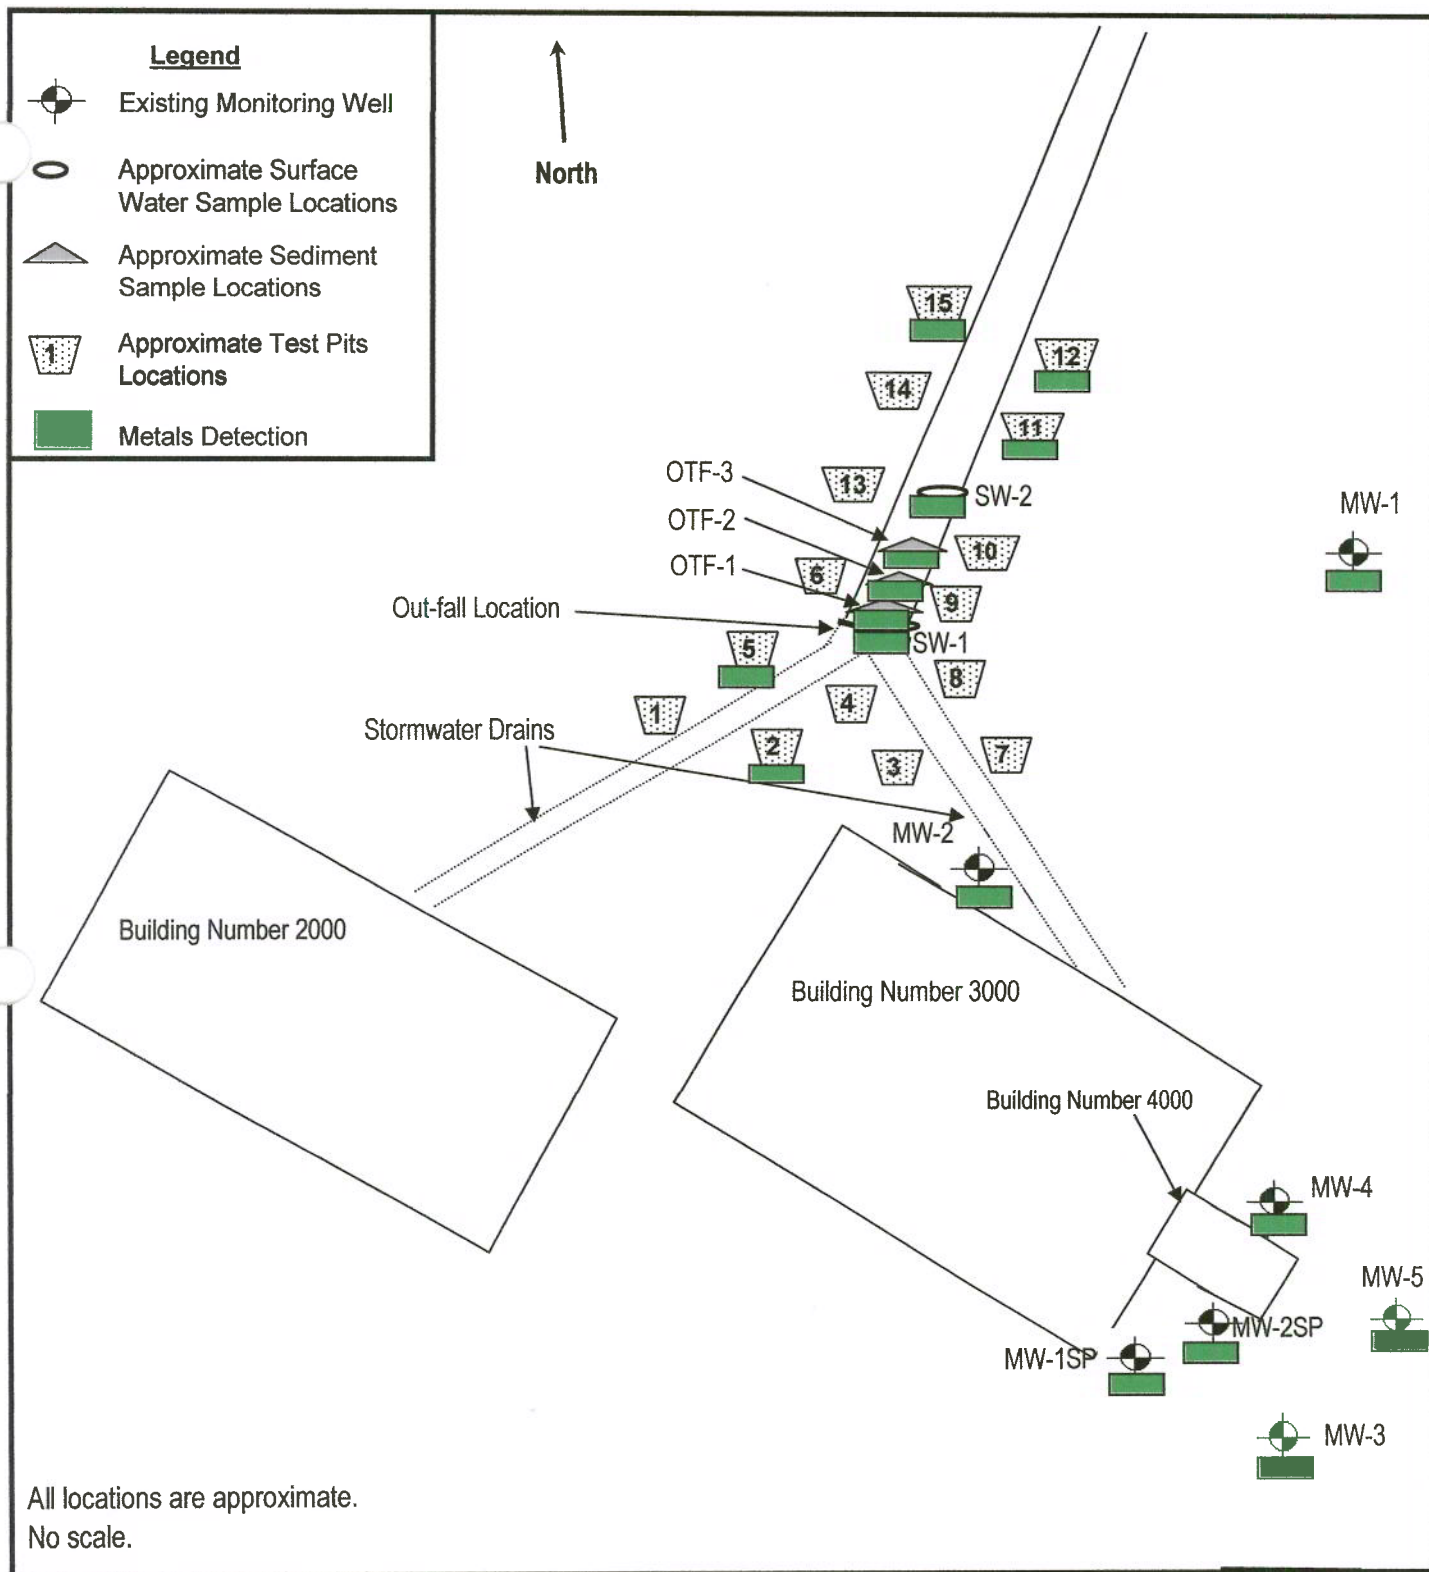 Legend
Existing Monitoring Well
Approximate Surface
Water Sample Locations
Approximate Sediment
Sample Locations
1
Approximate Test Pits
Locations
Metals Detection
North
15
12
14
11
OTF-3
13
SW-2
MW-1
OTF-2
10
OTF-1
6
9
Out-fall Location
SW-1
5
8
4
1
Stormwater Drains
2
3
7
MW-2
Building Number 2000
Building Number 3000
Building Number 4000
MW-4
MW-5
MW-2SP
MW-1SP
MW-3
All locations are approximate.
No scale.